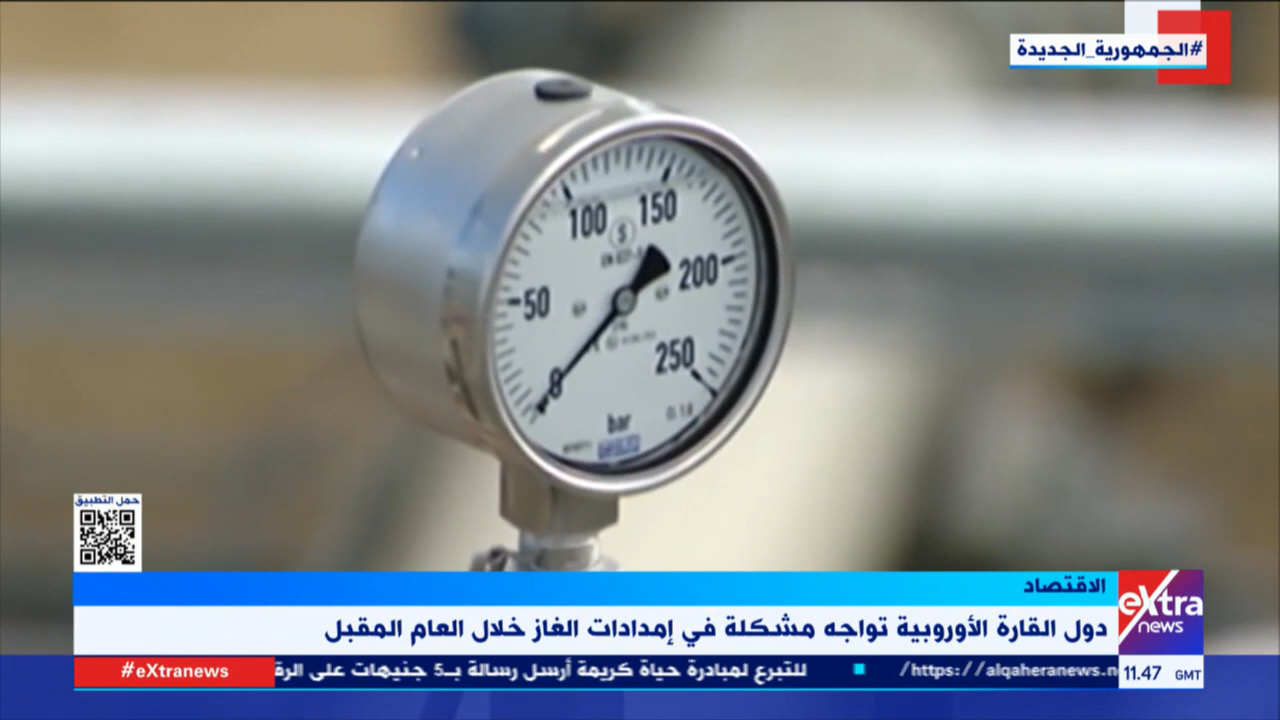 #الجمهورية_الجديدة
100
150
50
200
250
0
bar
حمل التطبيق
الاقتصاد
دول القارة الأوروبية تواجه مشكلة في إمدادات الغاز خلال العام المقبل
eXtra news
#eXtranews
للتبرع لمبادرة حياة كريمة أرسل رسالة بـ5 جنيهات على
https://alqaheranews.n/
11.47 GMT